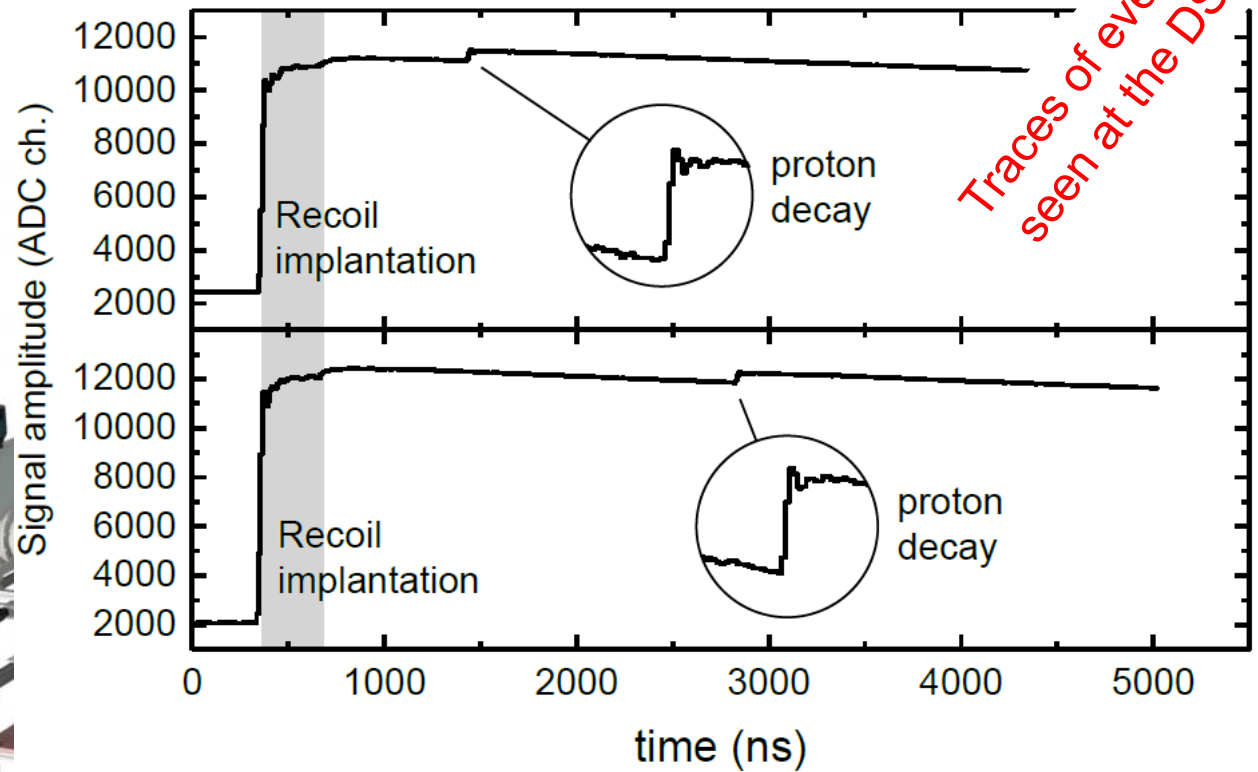 Signal amplitude (ADC ch.)
12000
10000
8000
6000
4000
2000
Recoil
implantation
proton
decay
Traces of
seen at the
12000
10000
8000
6000
4000
2000
Recoil
implantation
proton
decay
0 1000 2000 3000 4000 5000
time (ns)